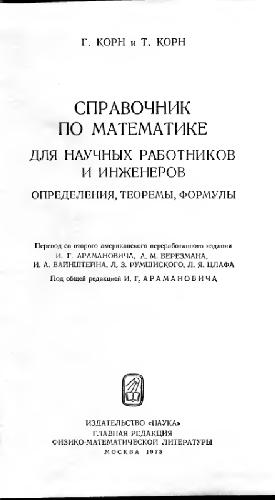 Г. КОРН и Т. КОРН
СПРАВОЧНИК
ПО МАТЕМАТИКЕ
ДЛЯ НАУЧНЫХ РАБОТНИКОВ
И ИНЖЕНЕРОВ
ОПРЕДЕЛЕНИЯ, ТЕОРЕМЫ, ФОРМУЛЫ
Перевод со второго американского переработанного издания
И. Г. АРАМАНОВИЧА, А. М. БЕРЕЗМАНА,
И. А. ВАЙНШТЕЙНА, Л. З. РУМШИСКОГО, Л. Я. ЦЛАФА
Под общей редакцией И. Г. АРАМАНОВИЧА
ИЗДАТЕЛЬСТВО «НАУКА»
ГЛАВНАЯ РЕДАКЦИЯ
ФИЗИКО-МАТЕМАТИЧЕСКОЙ ЛИТЕРАТУРЫ
МОСКВА 1973